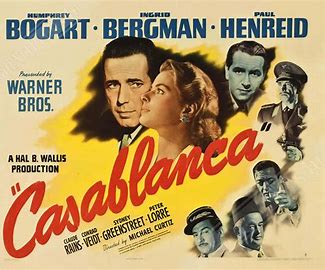 HUMPHREY INGRID PAUL
BOGART · BERGMAN · HENREID
Presented by
WARNER
BROS.
A HAL B. WALLIS
PRODUCTION
"Casablanca"
CLAUDE CONRAD SYDNEY PETER
RAINS · VEIDT · GREENSTREET · LORRE
Directed by MICHAEL CURTIZ